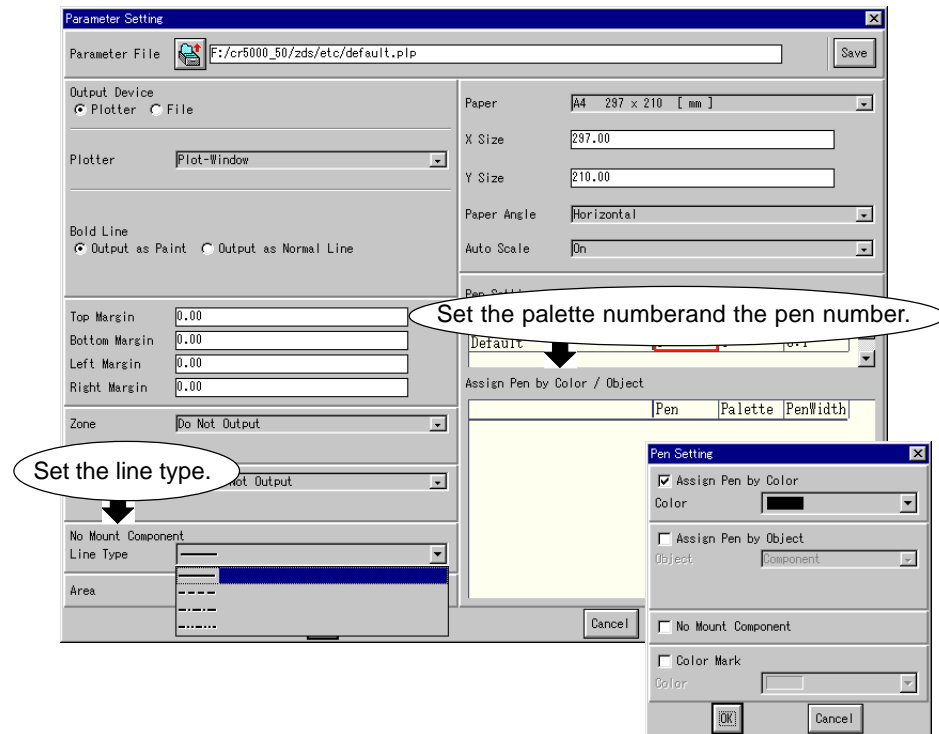 Parameter Setting
Parameter File F:/cr5000_50/zds/etc/default.plp Save
Output Device
Plotter File
Plotter Plot-Window
Bold Line
Output as Paint Output as Normal Line
Top Margin 0.00
Bottom Margin 0.00
Left Margin 0.00
Right Margin 0.00
Zone Do Not Output
Set the line type.
Not Output
No Mount Component
Line Type
Area
Paper A4 297 x 210 [ mm ]
X Size 297.00
Y Size 210.00
Paper Angle Horizontal
Auto Scale On
Set the palette numberand the pen number.
Default
Assign Pen by Color / Object
Pen Palette PenWidth
Cancel
Pen Setting
Assign Pen by Color
Color
Assign Pen by Object
Object Component
No Mount Component
Color Mark
Color
OK Cancel